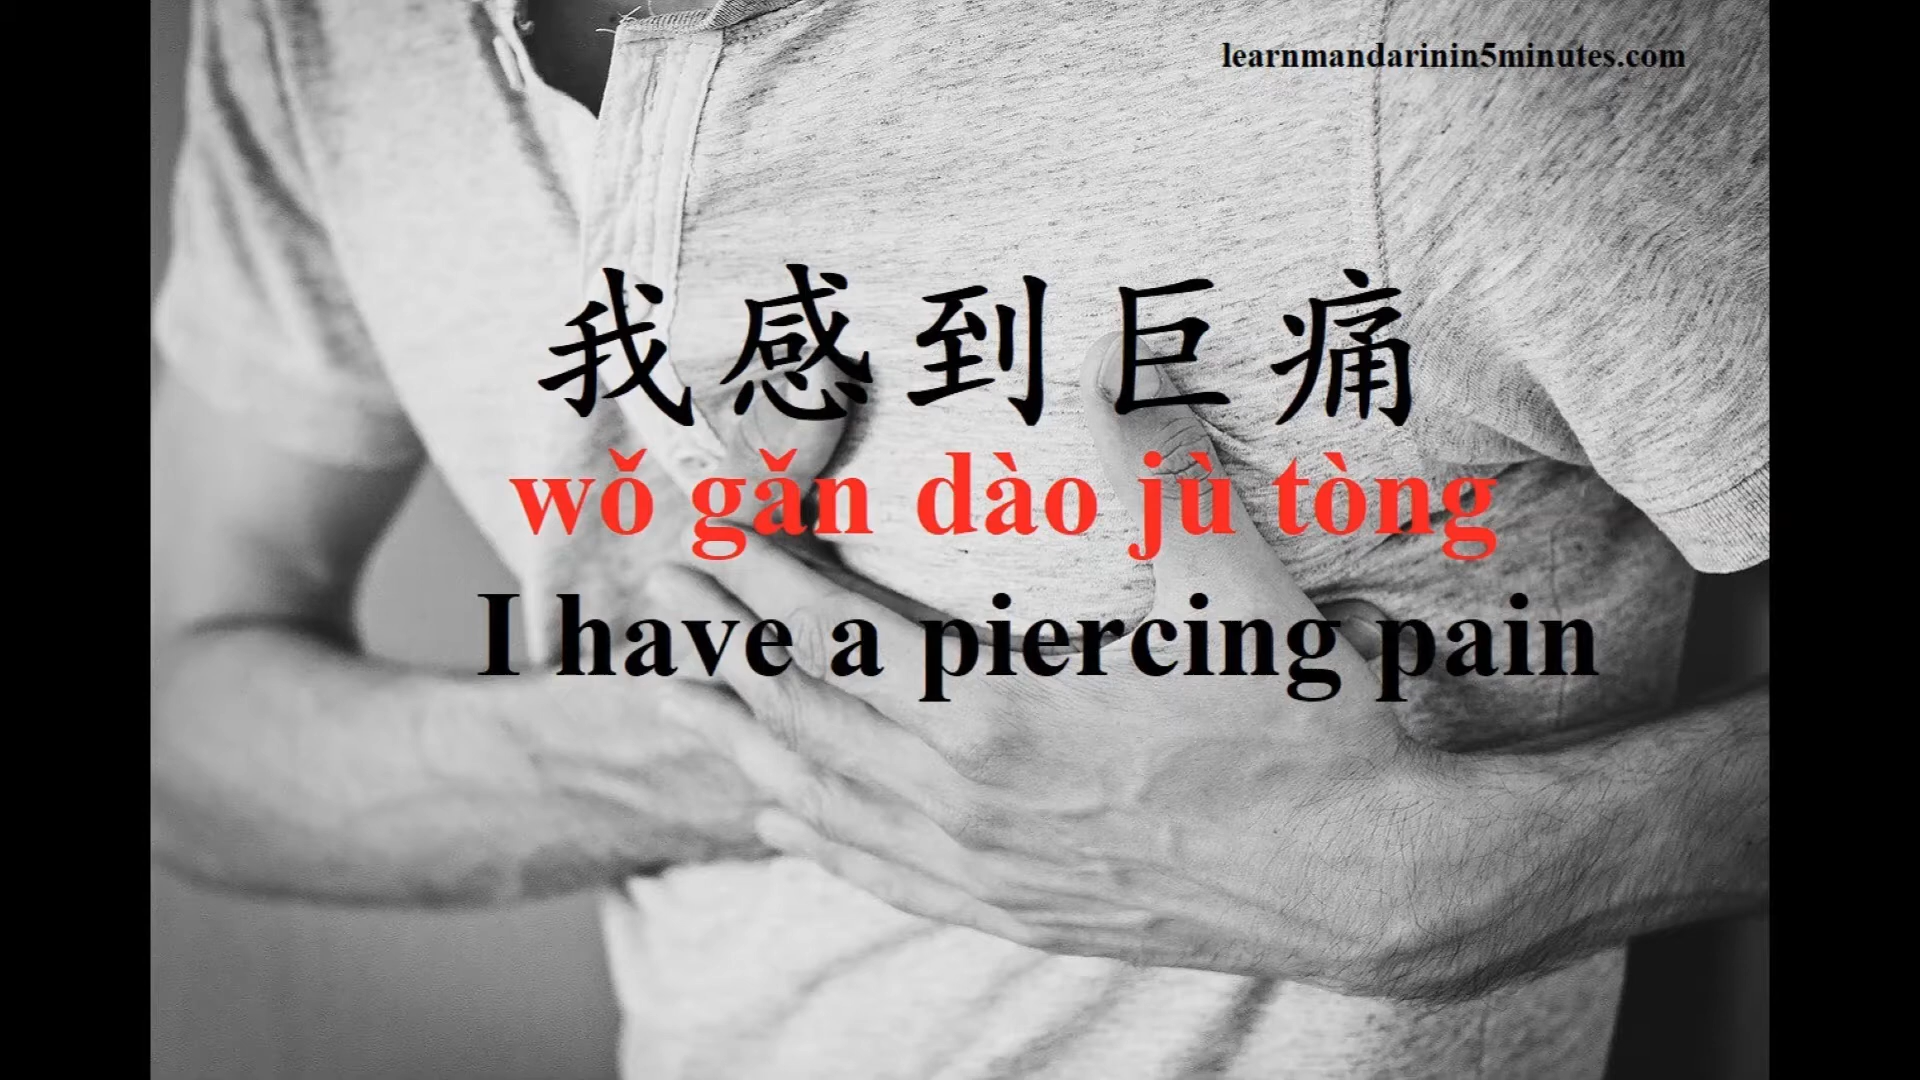 learnmandarinin5minutes.com
我感到巨痛
wǒ gǎn dào jù tòng
I have a piercing pain